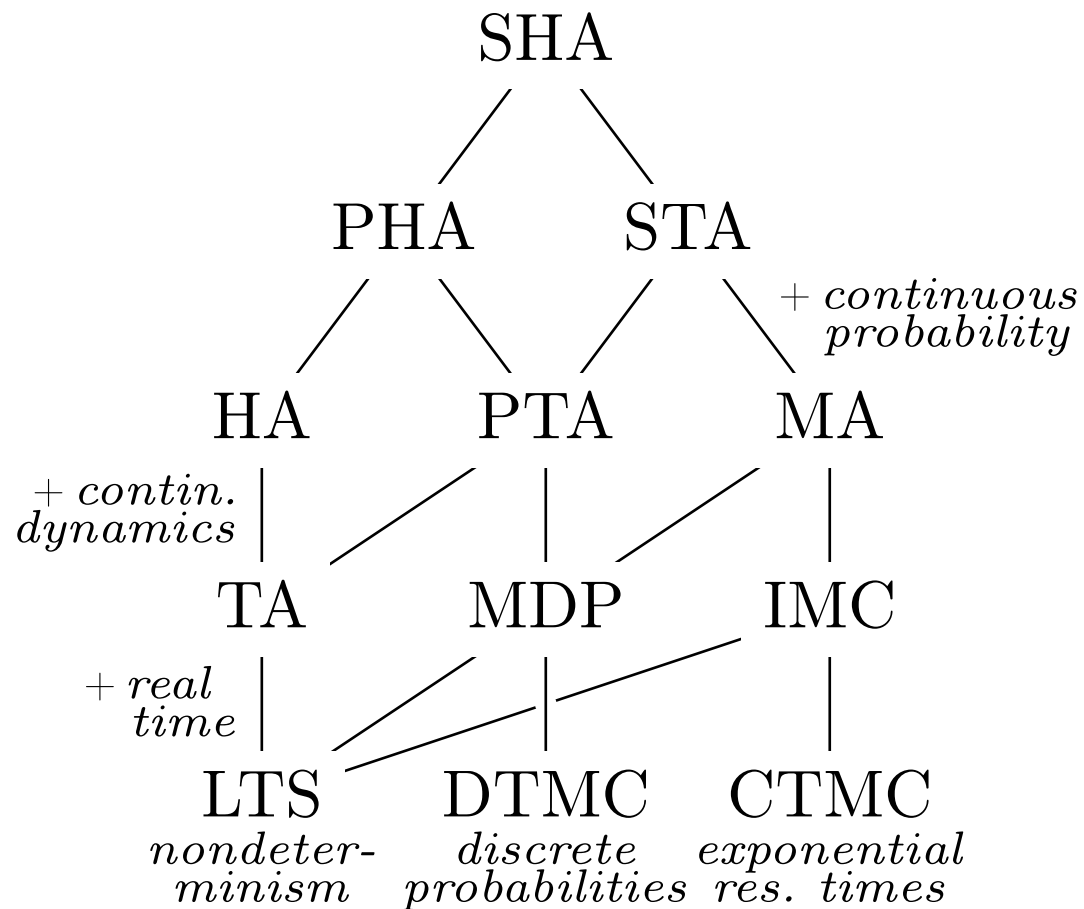 SHA
PHA STA
+ continuous
probability
HA PTA MA
+ contin.
dynamics
TA MDP IMC
+ real
time
LTS DTMC CTMC
nondeter- discrete exponential
minism probabilities res. times